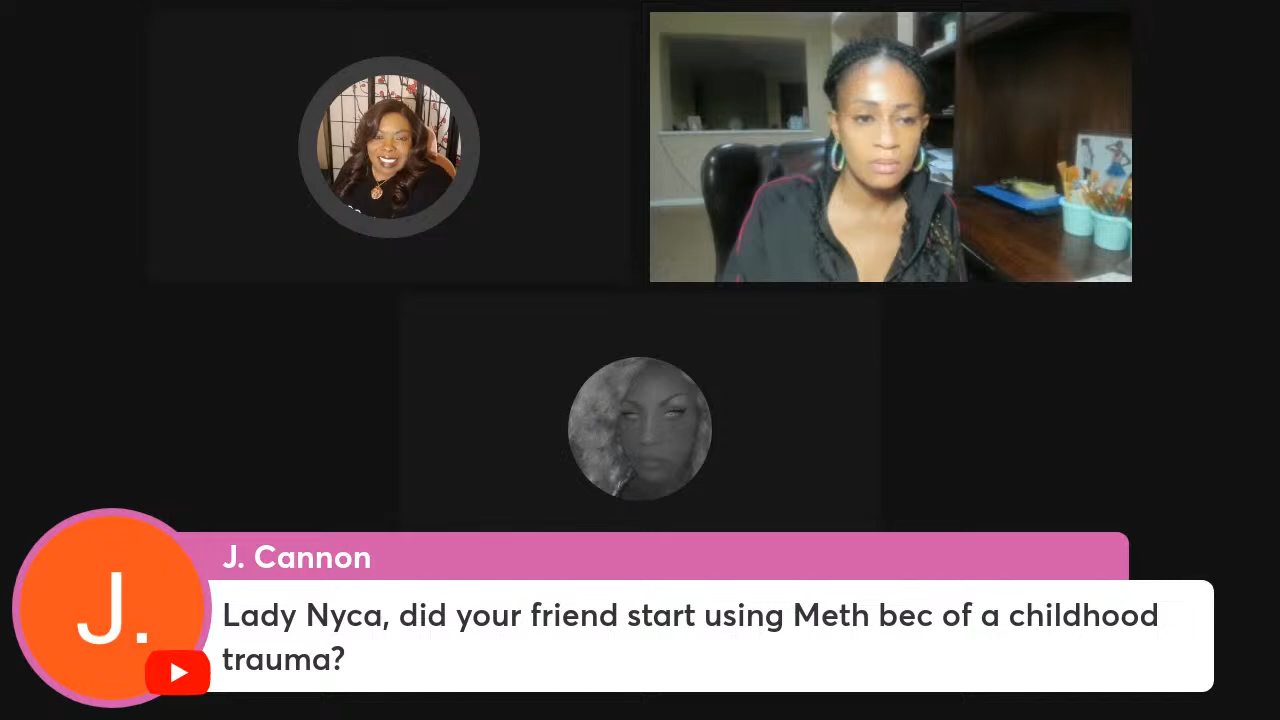 J.
J. Cannon
Lady Nyca, did your friend start using Meth bec of a childhood
trauma?